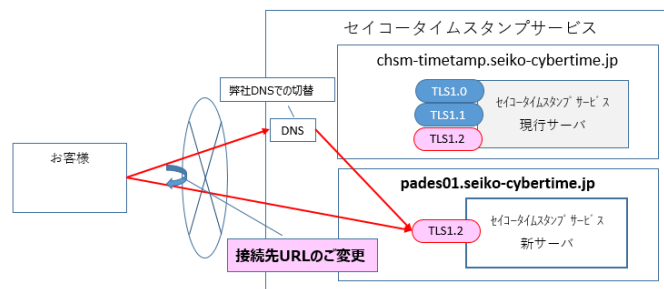 セイコータイムスタンプサービス
chsm-timetamp.seiko-cybertime.jp
弊社DNSでの切替
TLS1.0
TLS1.1
TLS1.2
セイコータイムスタンプサービス
現行サーバ
DNS
お客様
pades01.seiko-cybertime.jp
TLS1.2
セイコータイムスタンプサービス
新サーバ
接続先URLのご変更